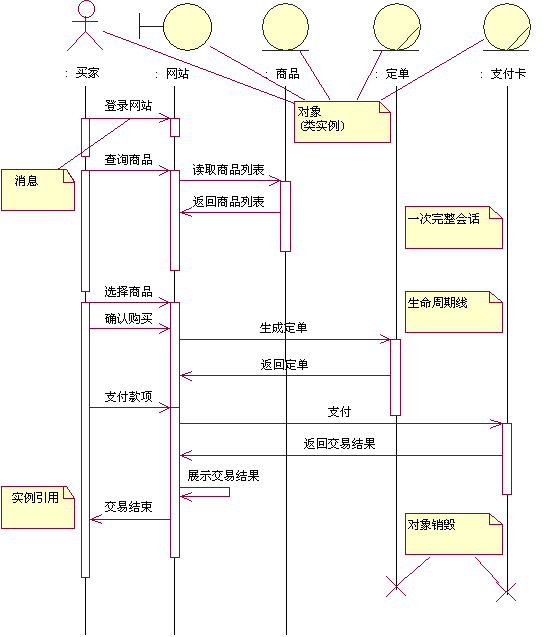 : 买家
: 网站
: 商品
: 定单
: 支付卡
登录网站
对象
(类实例)
查询商品
读取商品列表
消息
返回商品列表
一次完整会话
选择商品
生命周期线
确认购买
生成定单
返回定单
支付款项
支付
返回交易结果
展示交易结果
实例引用
交易结束
对象销毁